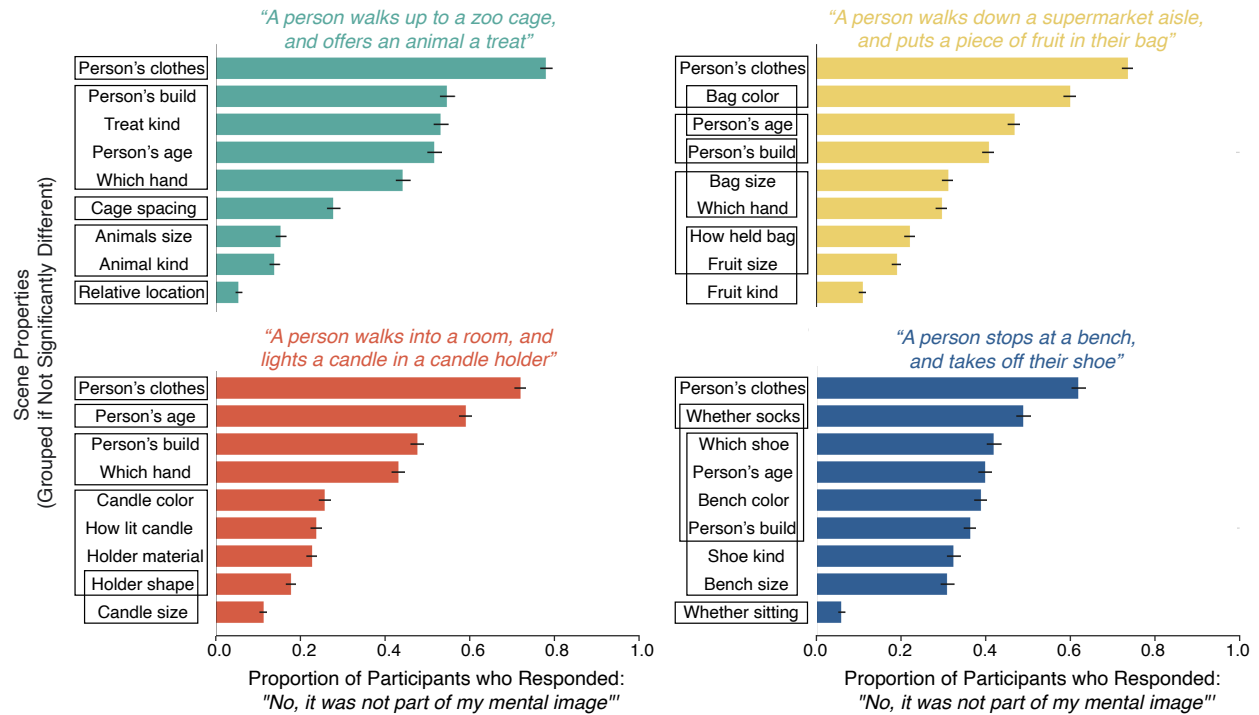 “A person walks up to a zoo cage,
and offers an animal a treat”
Person’s clothes
Person’s build
Treat kind
Person’s age
Which hand
Cage spacing
Animals size
Animal kind
Relative location
“A person walks down a supermarket aisle,
and puts a piece of fruit in their bag”
Person’s clothes
Bag color
Person’s age
Person’s build
Bag size
Which hand
How held bag
Fruit size
Fruit kind
Scene Properties
(Grouped if Not Significantly Different)
“A person walks into a room, and
lights a candle in a candle holder”
Person’s clothes
Person’s age
Person’s build
Which hand
Candle color
How lit candle
Holder material
Holder shape
Candle size
0.0 0.2 0.4 0.6 0.8 1.0
Proportion of Participants who Responded:
"No, it was not part of my mental image"'
“A person stops at a bench,
and takes off their shoe”
Person’s clothes
Whether socks
Which shoe
Person’s age
Bench color
Person’s build
Shoe kind
Bench size
Whether sitting
0.0 0.2 0.4 0.6 0.8 1.0
Proportion of Participants who Responded:
"No, it was not part of my mental image"'